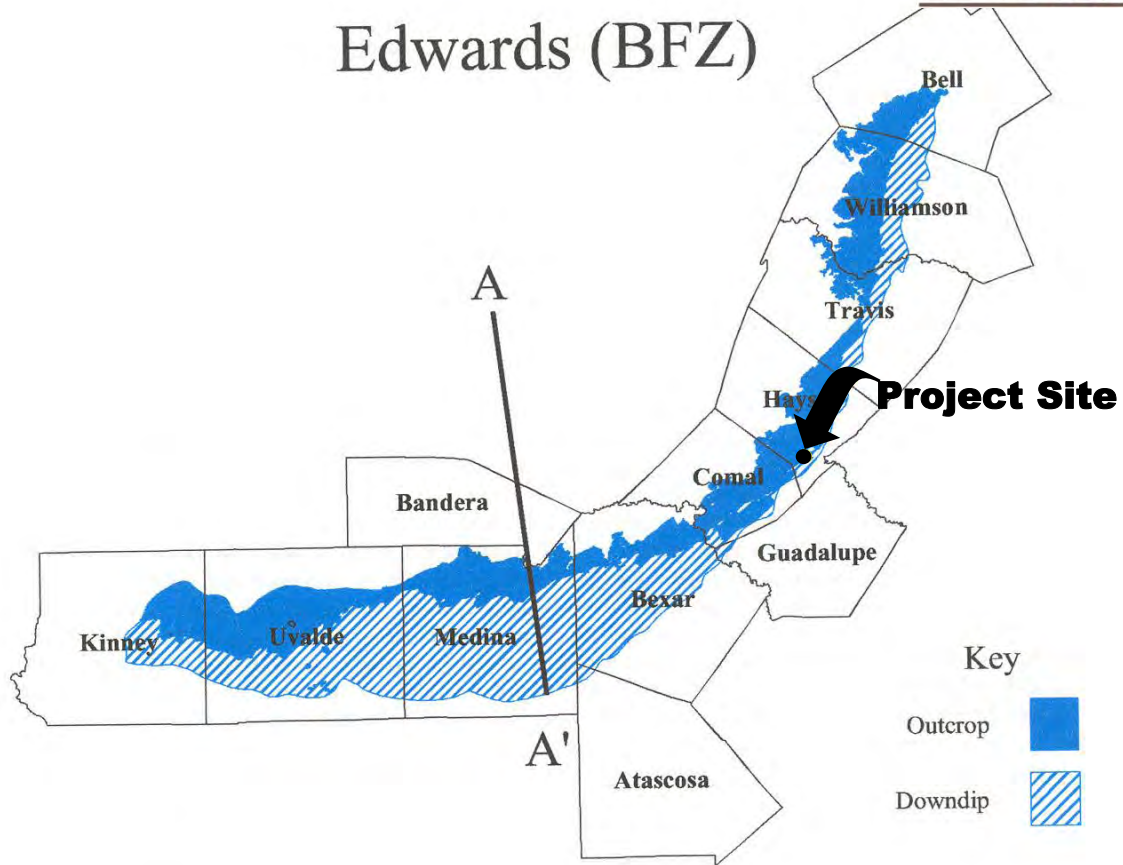 Edwards (BFZ)
Bell
Williamson
A
Travis
Hays
Project Site
Comal
Bandera
Guadalupe
Bexar
Kinney
Uvalde
Medina
Key
Outcrop
A'
Atascosa
Downdip